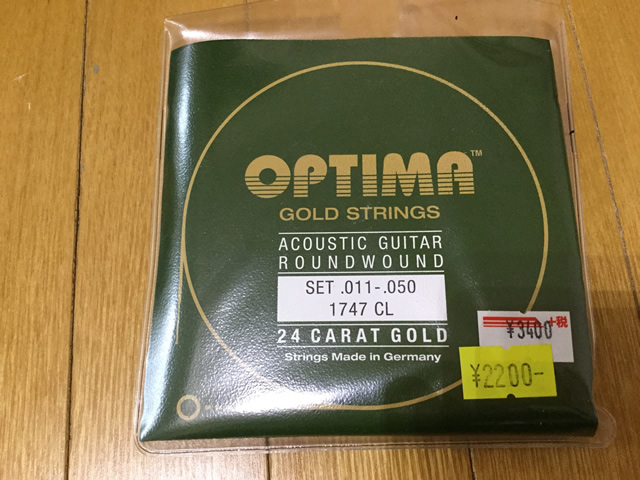 OPTIMA™
GOLD STRINGS
ACOUSTIC GUITAR
ROUNDWOUND
SET .011-.050
1747 CL
24 CARAT GOLD
Strings Made in Germany
¥3400 +税
¥2200-